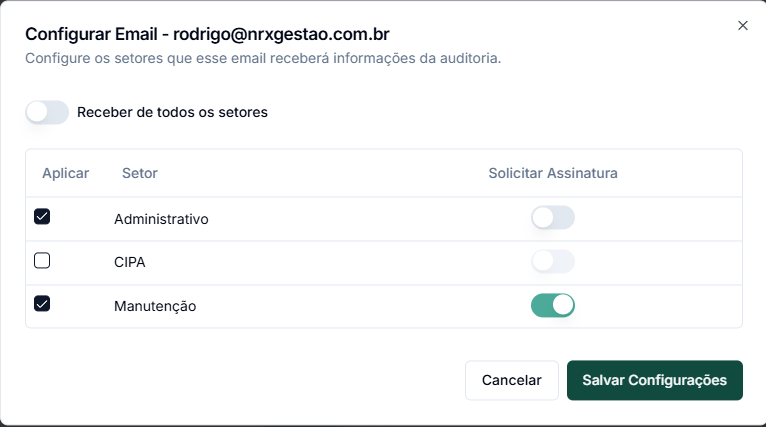 Configurar Email - rodrigo@nrxgestao.com.br
Configure os setores que esse email receberá informações da auditoria.
Receber de todos os setores
Aplicar Setor Solicitar Assinatura
Administrativo
CIPA
Manutenção
Cancelar Salvar Configurações